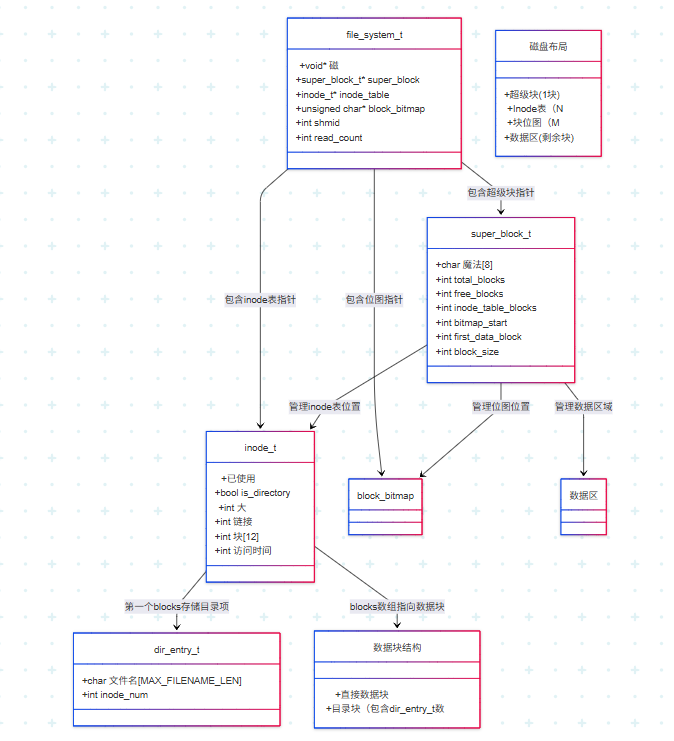 file_system_t
+void* 磁
+super_block_t* super_block
+inode_t* inode_table
+unsigned char* block_bitmap
+int shmid
+int read_count
磁盘布局
+超级块(1块)
+Inode表（N
+块位图（M
+数据区(剩余块)
包含超级块指针
super_block_t
+char 魔法[8]
+int total_blocks
+int free_blocks
+int inode_table_blocks
+int bitmap_start
+int first_data_block
+int block_size
包含inode表指针
包含位图指针
管理inode表位置
管理位图位置
管理数据区域
inode_t
+已使用
+bool is_directory
+int 大
+int 链接
+int 块[12]
+int 访问时间
block_bitmap
数据区
第一个blocks存储目录项
blocks数组指向数据块
dir_entry_t
+char 文件名[MAX_FILENAME_LEN]
+int inode_num
数据块结构
+直接数据块
+目录块（包含dir_entry_t数